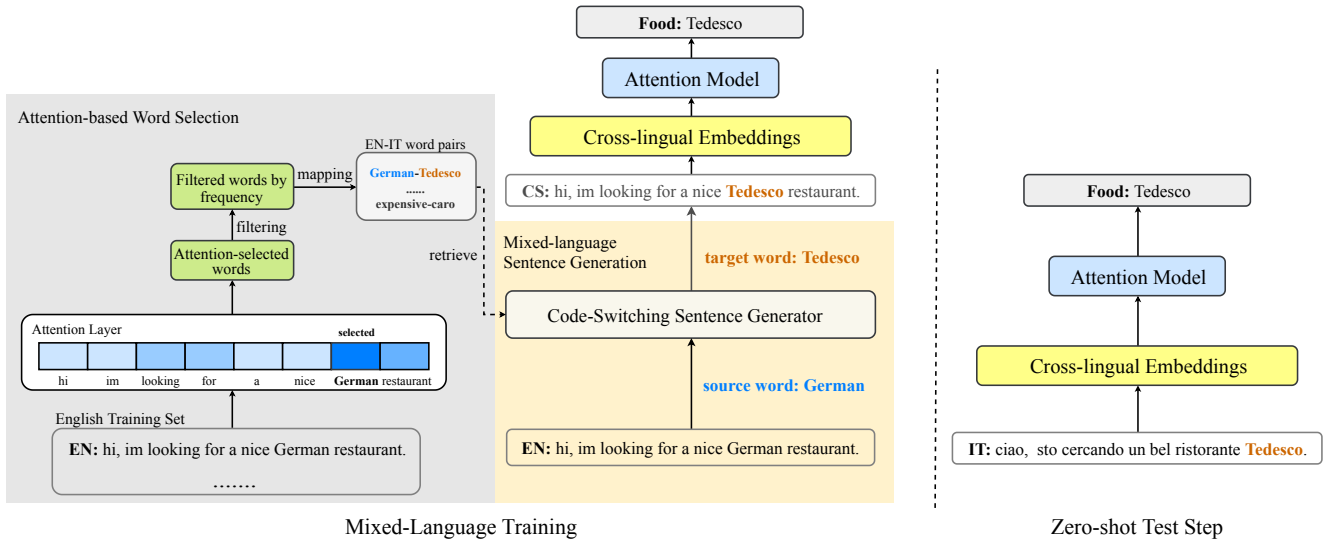 Attention-based Word Selection
EN-IT word pairs
German-Tedesco
......
expensive-caro
mapping
Filtered words by
frequency
filtering
Attention-selected
words
retrieve
Attention Layer
selected
hi im looking for a nice German restaurant
English Training Set
EN: hi, im looking for a nice German restaurant.
.......
Food: Tedesco
Attention Model
Cross-lingual Embeddings
CS: hi, im looking for a nice Tedesco restaurant.
Mixed-language
Sentence Generation
target word: Tedesco
Code-Switching Sentence Generator
source word: German
EN: hi, im looking for a nice German restaurant.
Mixed-Language Training
Food: Tedesco
Attention Model
Cross-lingual Embeddings
IT: ciao, sto cercando un bel ristorante Tedesco.
Zero-shot Test Step